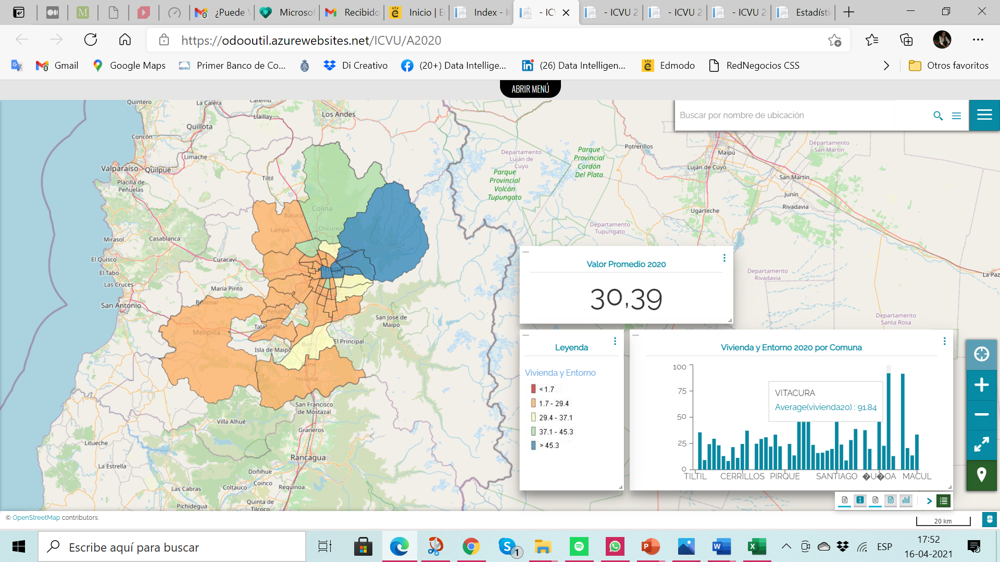 ¿Puede
Microsof
Recibido
Inicio | E
Index - I
- IC
- ICVU 2
- ICVU 2
- ICVU 2
Estadísti
https://odooutil.azurewebsites.net/ICVU/A2020
Gmail
Google Maps
Primer Banco de Co...
Di Creativo
(20+) Data Intellige...
(26) Data Intelligen...
Edmodo
RedNegocios CSS
Otros favoritos
ABRIR MENÚ
Buscar por nombre de ubicación
Quintero
La Calera
Catemu
Llaillay
Los Andes
Quillota
Concón
Limache
Valparaíso
Quilpué
Placilla de
Peñuelas
Tiltil
Colina
Batuco
Chicureo
Lampa
Mirasol
Casablanca
El Quisco
Curacaví
El Tabo
Santiago
Las Cruces
María Pinto
San Antonio
Bollenar
Peñaflor
Melipilla
Talagante
San José de
Maipo
Isla de Maipo
Buin
El Principal
Paine
Hospital
San Francisco
de Mostazal
Villa Alhué
Graneros
Litueche
Rancagua
La Estrella
Doñihue
Coinco
Coltauco
Requinoa
Las Cabras
Quinta de
Tilcoco
Pichidegua
Potrerillos
Maipú
Departamento
San Martín
Departamento
Luján de
Cuyo
Parque
Provincial
Cordón
Del Plata
Luján de Cuyo
Parque
Provincial
Volcán
Tupungato
San Martín
Junín
Rivadavia
Ugarteche
Departamento
Tupungato
Departamento
Rivadavia
La Paz
Departamento
Santa Rosa
Valor Promedio 2020
30,39
Leyenda
Vivienda y Entorno
< 1.7
1.7 - 29.4
29.4 - 37.1
37.1 - 45.3
> 45.3
Vivienda y Entorno 2020 por Comuna
100
75
50
25
0
VITACURA
Average(vivienda20) : 91.84
TILTIL
CERRILLOS
PIRQUE
SANTIAGO
�U�OA
MACUL
1
© OpenStreetMap contributors.
20 km
Escribe aquí para buscar
1
ESP
17:52
16-04-2021